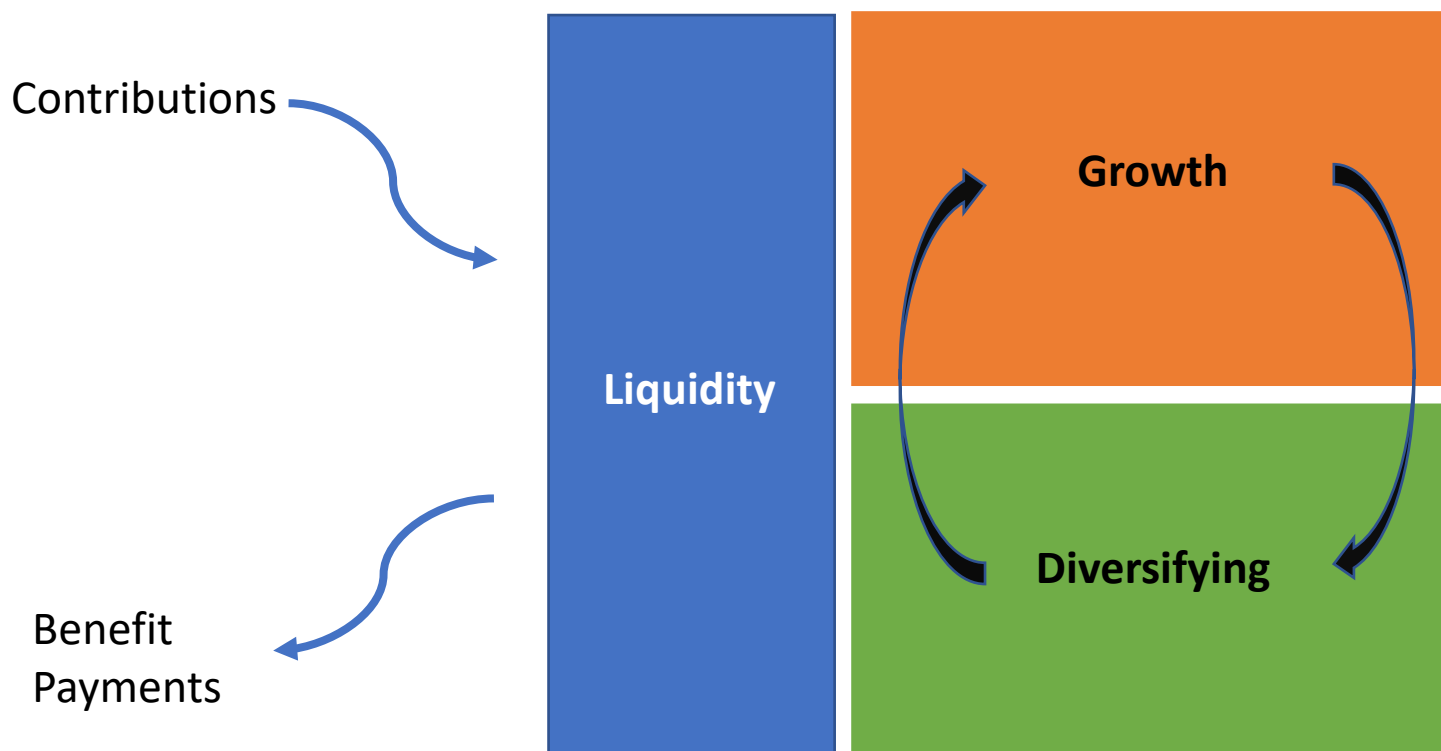 Contributions
Growth
Liquidity
Diversifying
Benefit
Payments